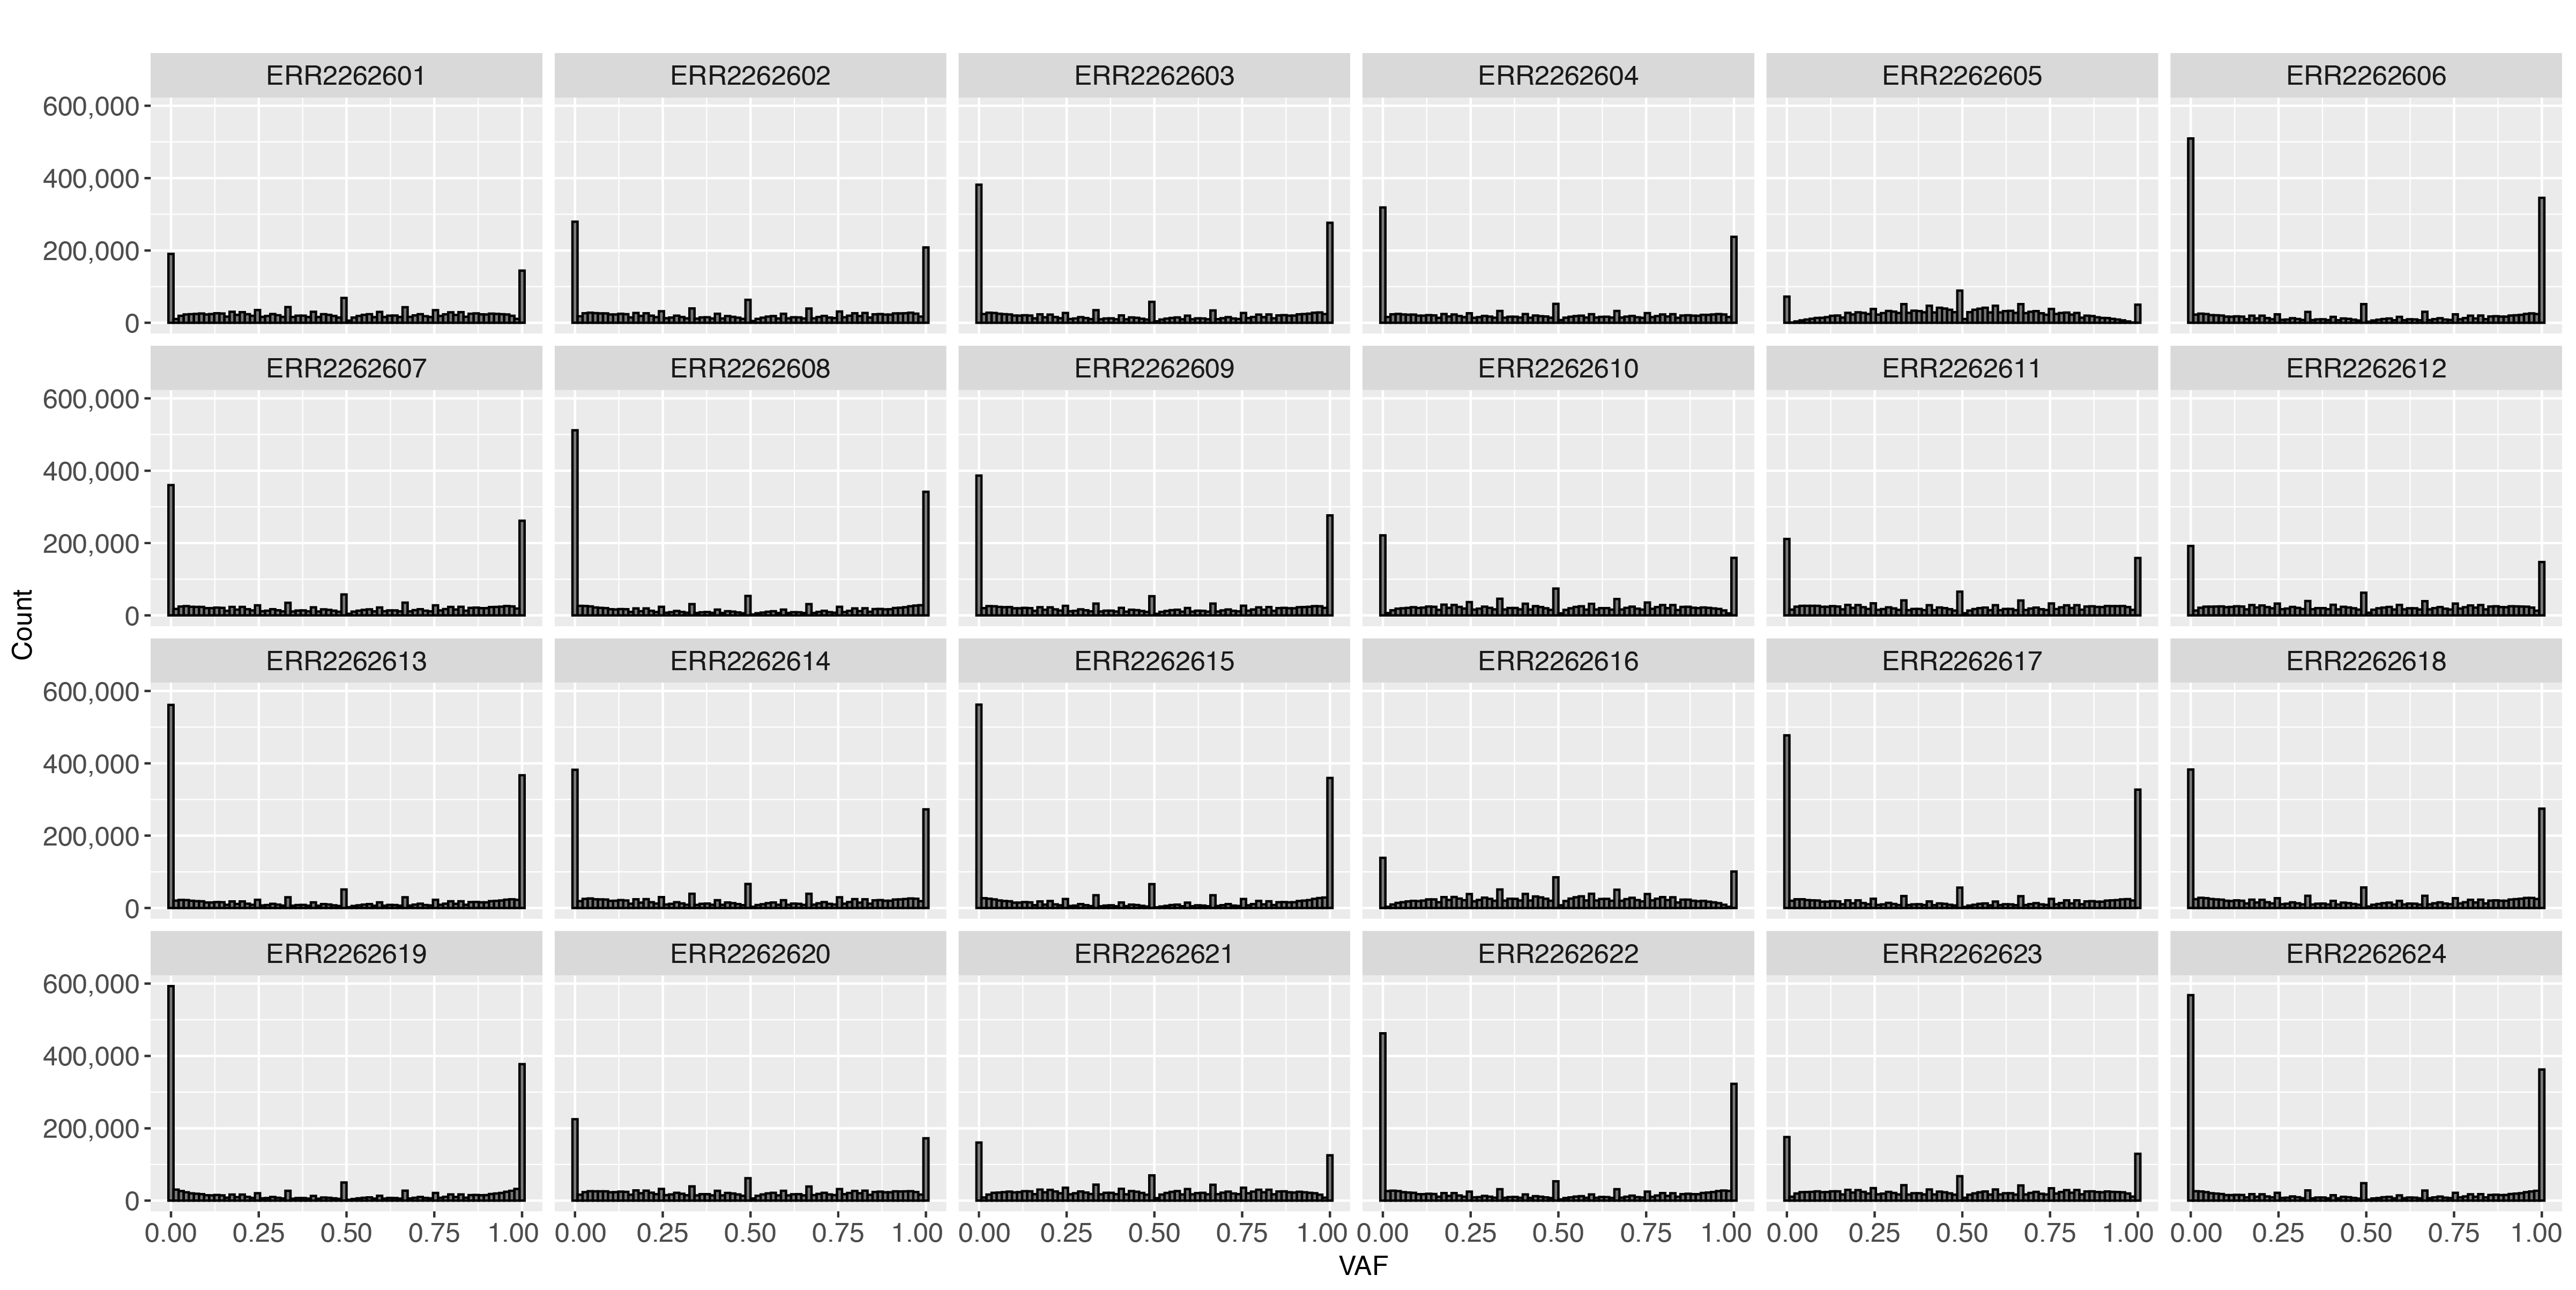 ERR2262601 ERR2262602 ERR2262603 ERR2262604 ERR2262605 ERR2262606
600,000
400,000
200,000
0
ERR2262607 ERR2262608 ERR2262609 ERR2262610 ERR2262611 ERR2262612
600,000
400,000
200,000
0
Count
ERR2262613 ERR2262614 ERR2262615 ERR2262616 ERR2262617 ERR2262618
600,000
400,000
200,000
0
ERR2262619 ERR2262620 ERR2262621 ERR2262622 ERR2262623 ERR2262624
600,000
400,000
200,000
0
0.00 0.25 0.50 0.75 1.00 0.00 0.25 0.50 0.75 1.00 0.00 0.25 0.50 0.75 1.00 0.00 0.25 0.50 0.75 1.00 0.00 0.25 0.50 0.75 1.00 0.00 0.25 0.50 0.75 1.00
VAF